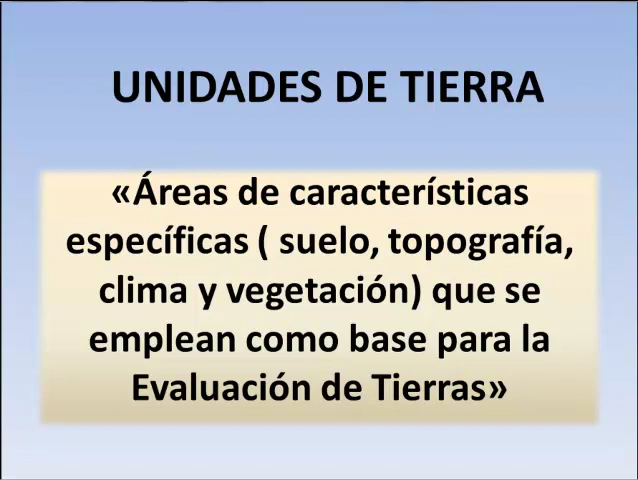 UNIDADES DE TIERRA
«Áreas de características
específicas ( suelo, topografía,
clima y vegetación) que se
emplean como base para la
Evaluación de Tierras»